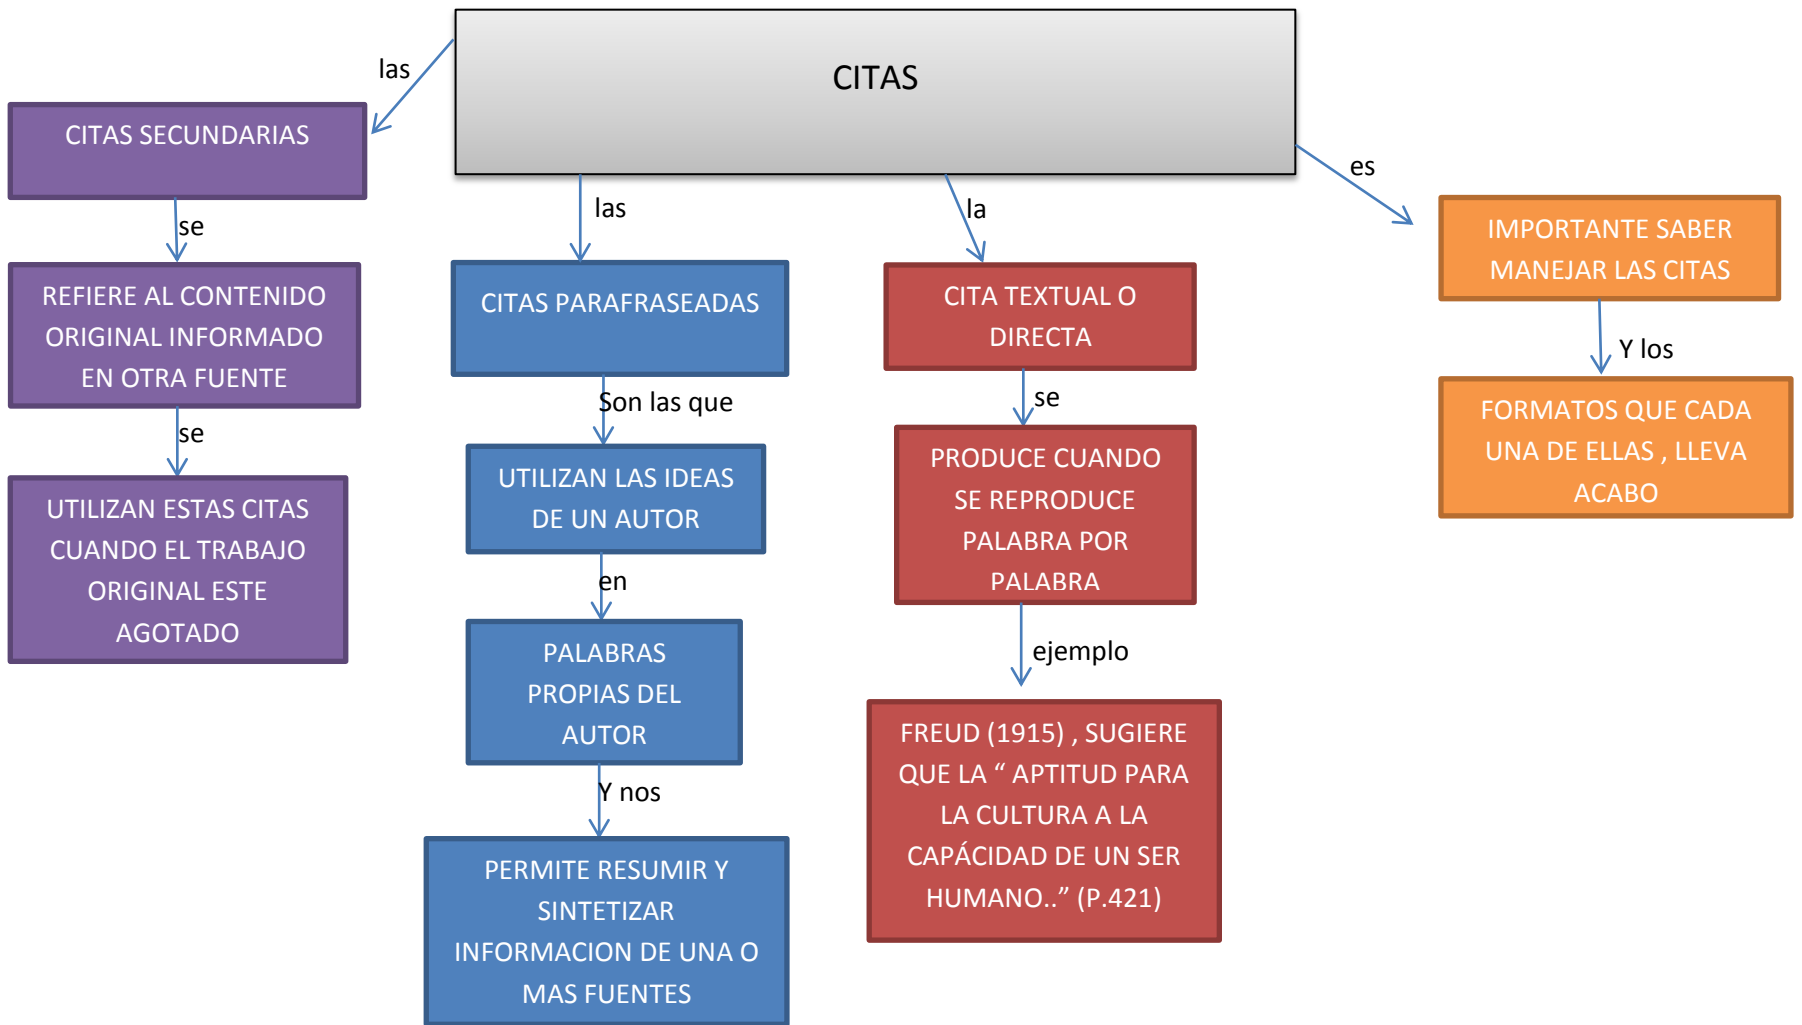 CITAS
las
CITAS SECUNDARIAS
se
REFIERE AL CONTENIDO
ORIGINAL INFORMADO
EN OTRA FUENTE
se
UTILIZAN ESTAS CITAS
CUANDO EL TRABAJO
ORIGINAL ESTE
AGOTADO
las
CITAS PARAFRASEADAS
Son las que
UTILIZAN LAS IDEAS
DE UN AUTOR
en
PALABRAS
PROPIAS DEL
AUTOR
Y nos
PERMITE RESUMIR Y
SINTETIZAR
INFORMACION DE UNA O
MAS FUENTES
la
CITA TEXTUAL O
DIRECTA
se
PRODUCE CUANDO
SE REPRODUCE
PALABRA POR
PALABRA
ejemplo
FREUD (1915) , SUGIERE
QUE LA “ APTITUD PARA
LA CULTURA A LA
CAPÁCIDAD DE UN SER
HUMANO..” (P.421)
es
IMPORTANTE SABER
MANEJAR LAS CITAS
Y los
FORMATOS QUE CADA
UNA DE ELLAS , LLEVA
ACABO